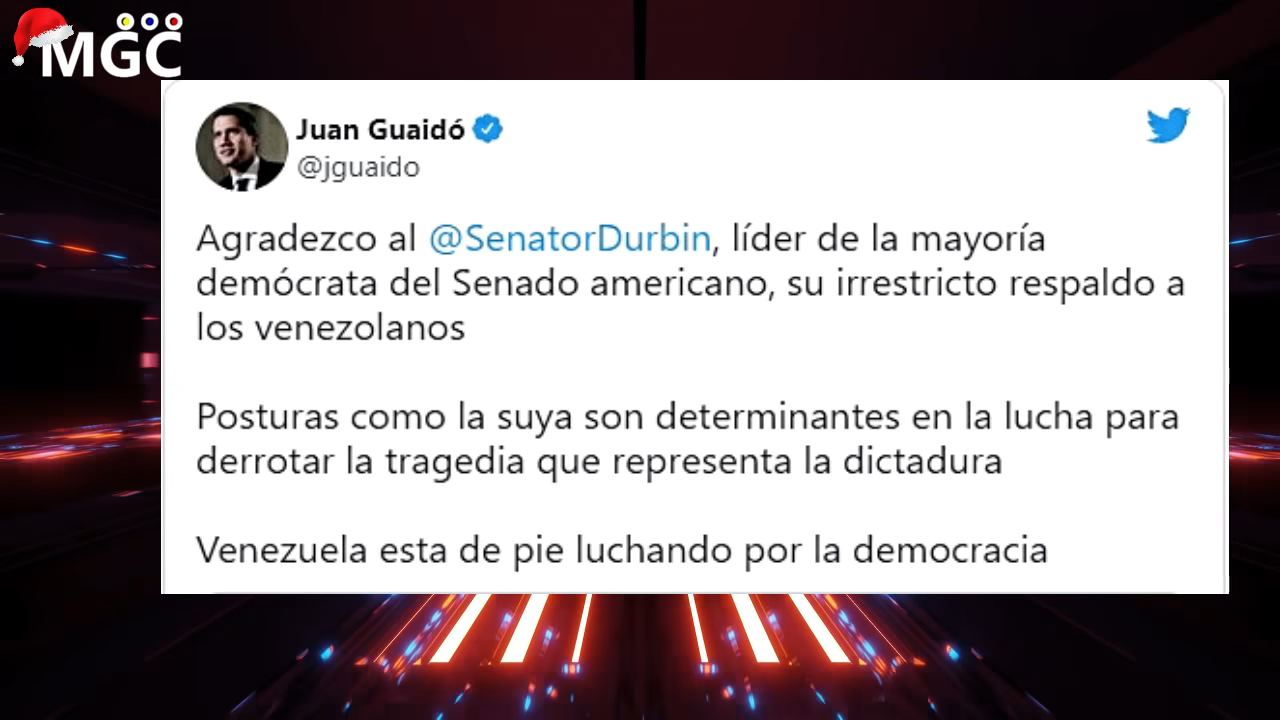 MGC
Juan Guaidó
@jguaido
Agradezco al @SenatorDurbin, líder de la mayoría
demócrata del Senado americano, su irrestricto respaldo a
los venezolanos
Posturas como la suya son determinantes en la lucha para
derrotar la tragedia que representa la dictadura
Venezuela esta de pie luchando por la democracia